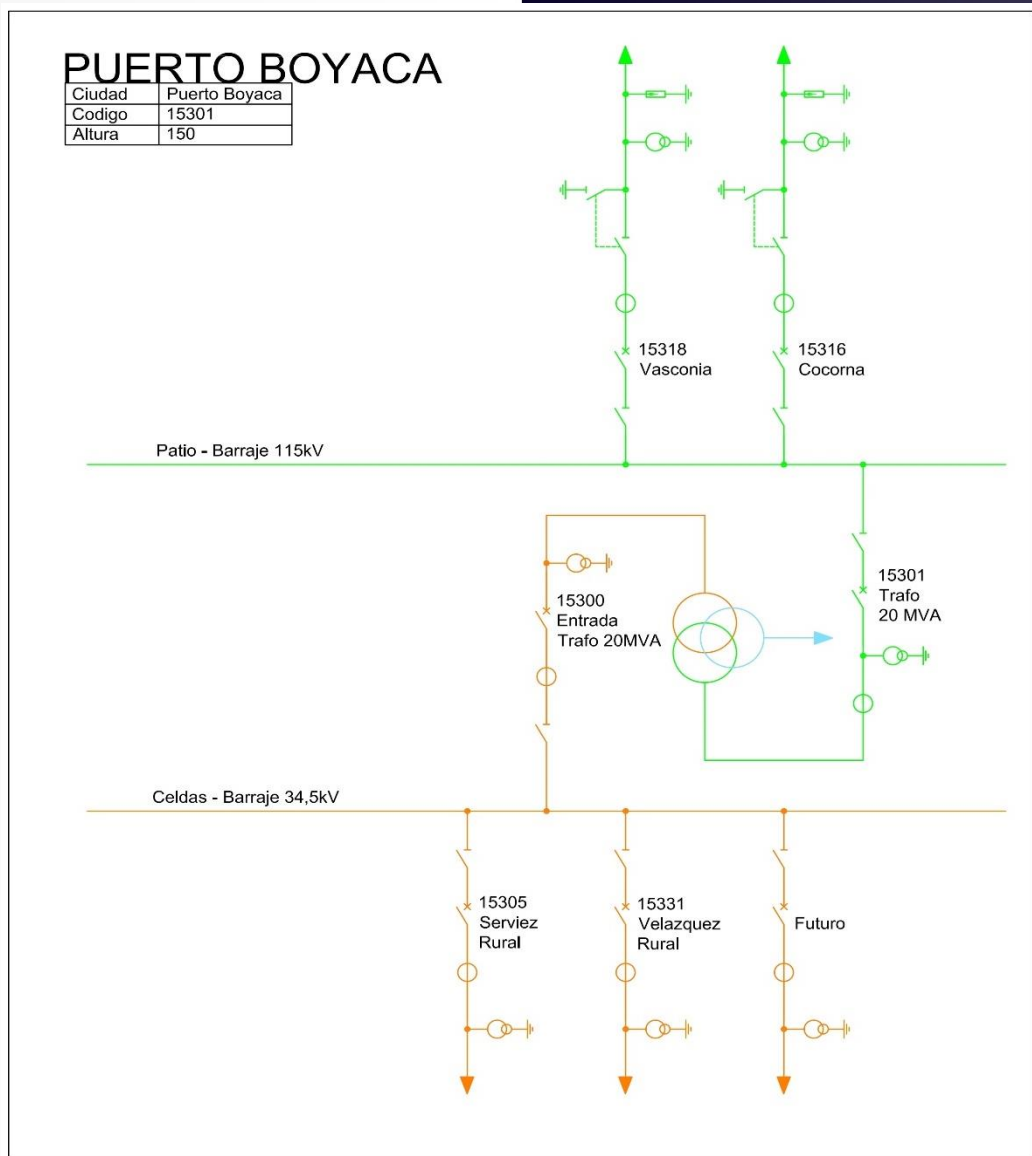 PUERTO BOYACA
Ciudad Puerto Boyaca
Codigo 15301
Altura 150
15318
Vasconia
15316
Cocorna
Patio - Barraje 115kV
15301
Trafo
20 MVA
15300
Entrada
Trafo 20MVA
Celdas - Barraje 34,5kV
15305
Serviez
Rural
15331
Velazquez
Rural
Futuro